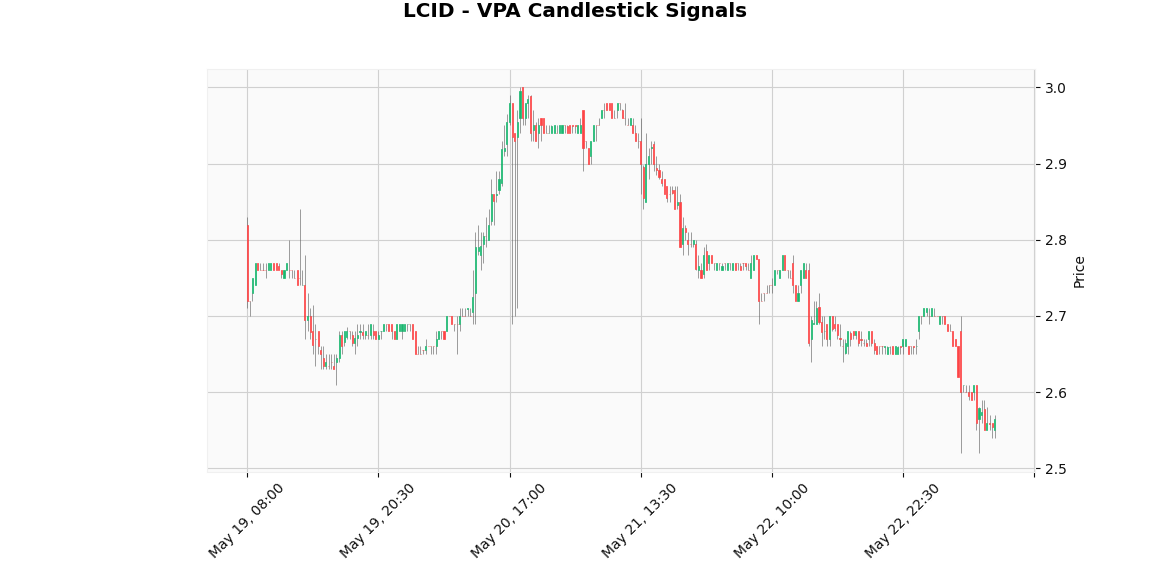 LCID - VPA Candlestick Signals
3.0
2.9
2.8
2.7
2.6
2.5
Price
May 19, 08:00
May 19, 20:30
May 20, 17:00
May 21, 13:30
May 22, 10:00
May 22, 22:30